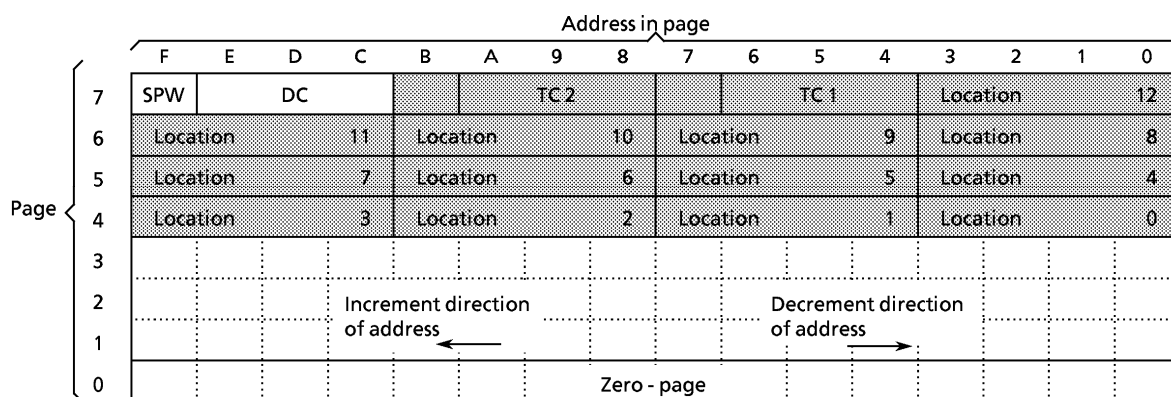 Address in page
F E D C B A 9 8 7 6 5 4 3 2 1 0
7 SPW DC TC 2 TC 1 Location 12
6 Location 11 Location 10 Location 9 Location 8
5 Location 7 Location 6 Location 5 Location 4
Page
4 Location 3 Location 2 Location 1 Location 0
3
2 Increment direction Decrement direction
of address of address
1
0 Zero - page